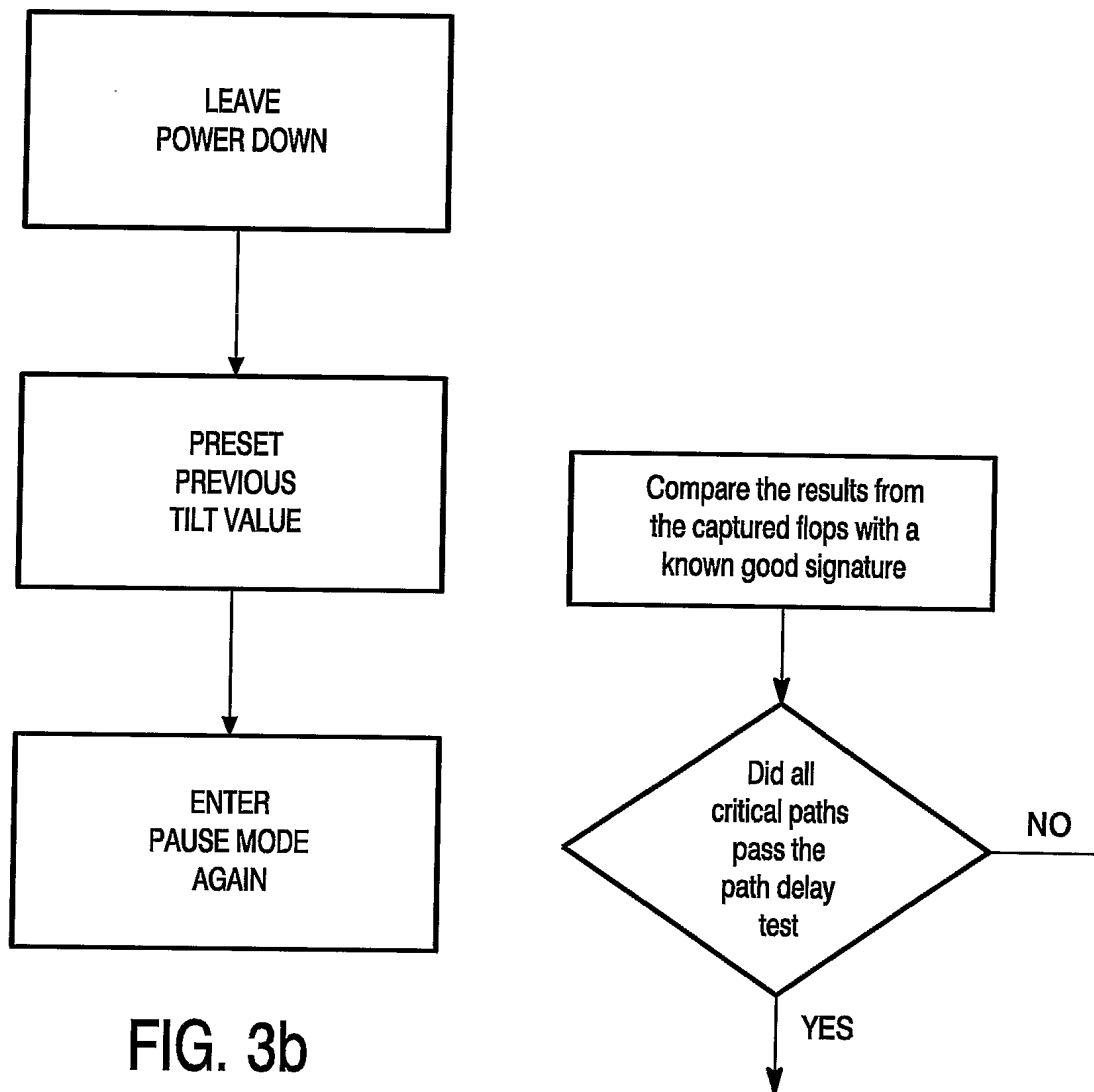 LEAVE
POWER DOWN
PRESET
PREVIOUS
TILT VALUE
ENTER
PAUSE MODE
AGAIN
FIG. 3b
Compare the results from
the captured flops with a
known good signature
Did all
critical paths
pass the
path delay
test
NO
YES